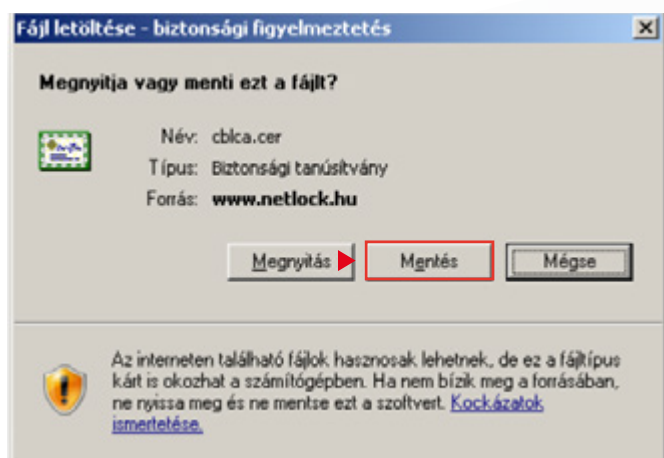 Fájl letöltése - biztonsági figyelmeztetés
Megnyitja vagy menti ezt a fájlt?
Név: cblca.cer
Típus: Biztonsági tanúsítvány
Forrás: www.netlock.hu
Megnyitás Mentés Mégse
Az interneten található fájlok hasznosak lehetnek, de ez a fájltípus
kárt is okozhat a számítógépben. Ha nem bízik meg a forrásában,
ne nyissa meg és ne mentse ezt a szoftvert. Kockázatok
ismertetése.